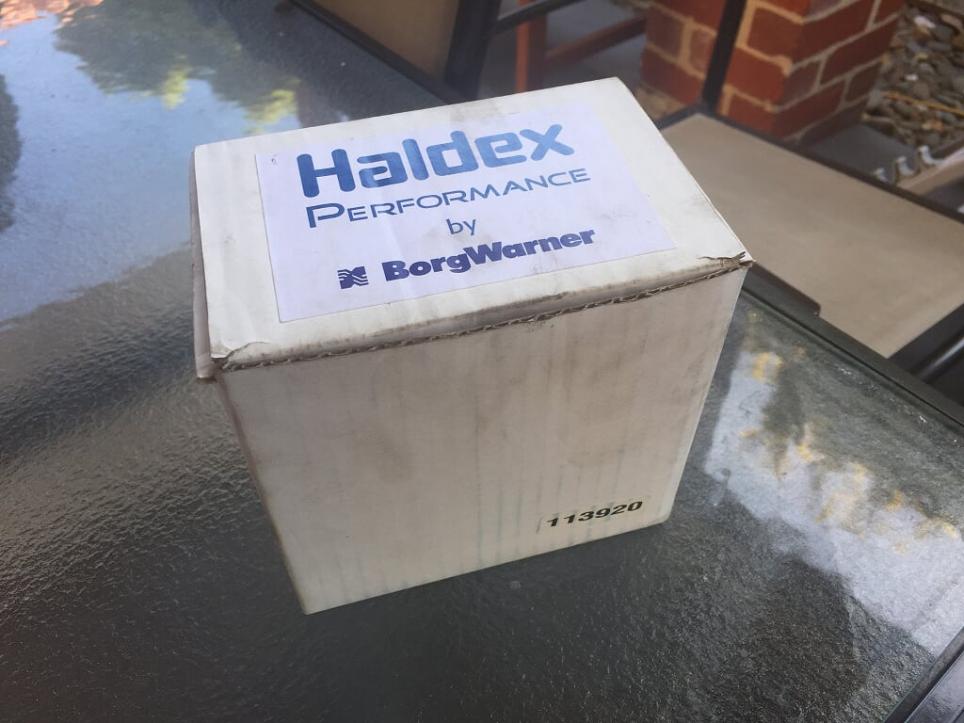 Haldex
PERFORMANCE
by
BorgWarner
113920